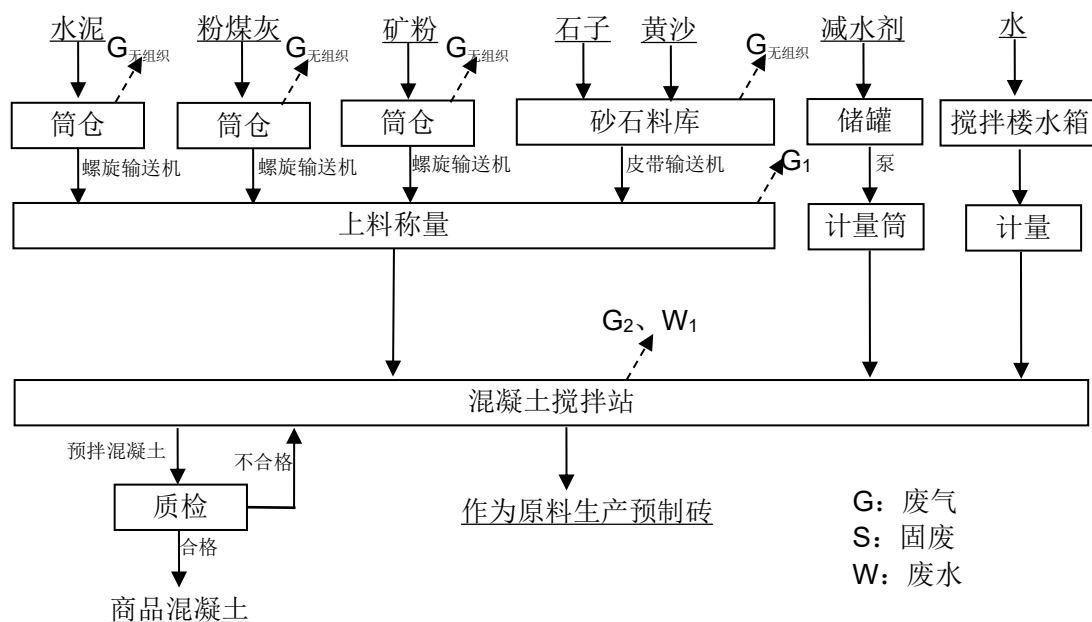 水泥 粉煤灰 矿粉 石子 黄沙 减水剂 水
G无组织 G无组织 G无组织 G无组织
筒仓 筒仓 筒仓 砂石料库 储罐 搅拌楼水箱
螺旋输送机 螺旋输送机 螺旋输送机 皮带输送机 G1 泵
上料称量 计量筒 计量
G2、W1
混凝土搅拌站
预拌混凝土 不合格
质检 作为原料生产预制砖
G：废气
合格 S：固废
W：废水
商品混凝土